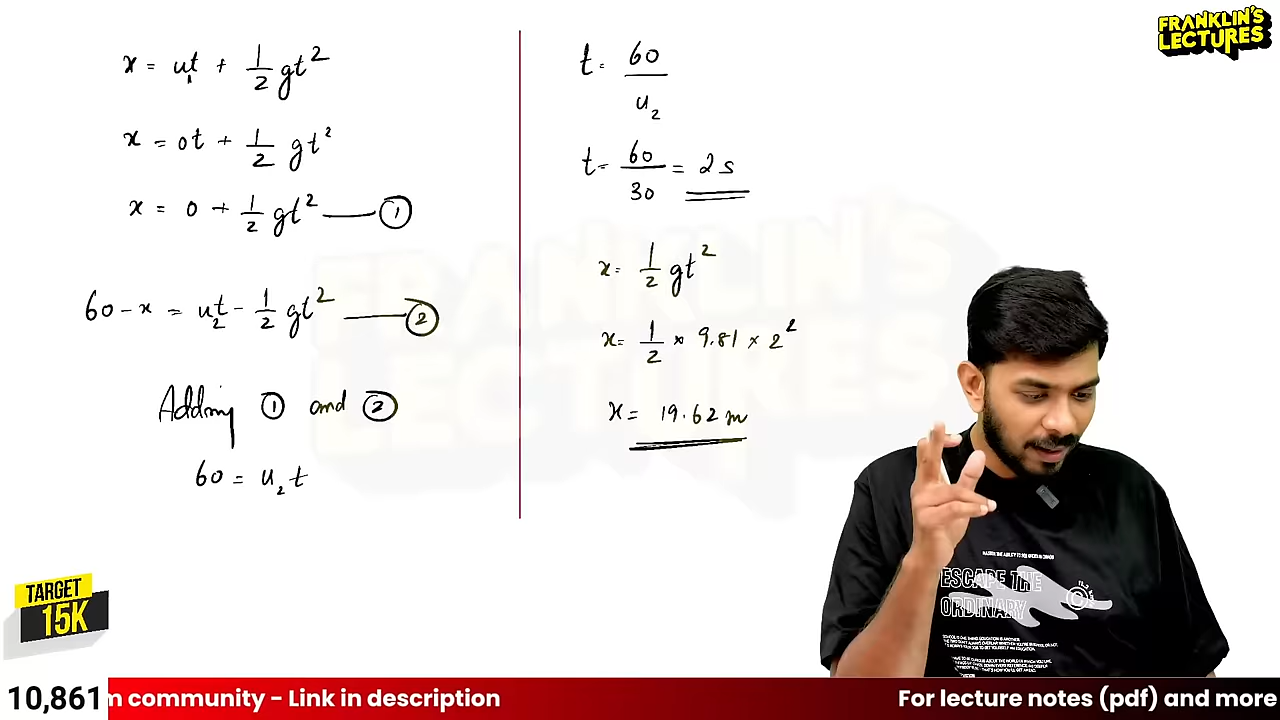 FRANKLIN'S
LECTURES
x = ut + 1/2 gt²
x = 0t + 1/2 gt²
x = 0 + 1/2 gt² — ①
60 - x = u₂t - 1/2 gt² — ②
Adding ① and ②
60 = u₂t
t = 60/u₂
t = 60/30 = 2s
x = 1/2 gt²
x = 1/2 × 9.81 × 2²
x = 19.62 m
FRANKLIN'S
LECTURES
ESCAPE THE
ORDINARY
TARGET
15K
10,861
m community - Link in description
For lecture notes (pdf) and more